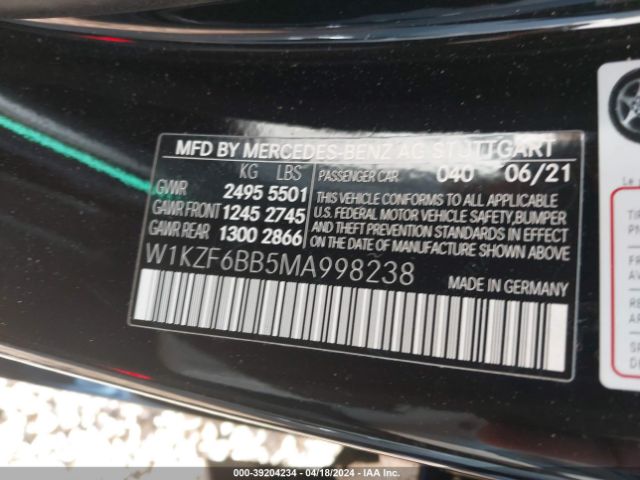 MFD BY MERCEDES-BENZ AG STUTTGART
KG LBS
GVWR 2495 5501
GAWR FRONT 1245 2745
GAWR REAR 1300 2866
PASSENGER CAR 040 06/21
THIS VEHICLE CONFORMS TO ALL APPLICABLE
U.S. FEDERAL MOTOR VEHICLE SAFETY, BUMPER
AND THEFT PREVENTION STANDARDS IN EFFECT
ON THE DATE OF MANUFACTURE SHOWN ABOVE
W1KZF6BB5MA998238
MADE IN GERMANY
000-39204234 - 04/18/2024 - IAA Inc.